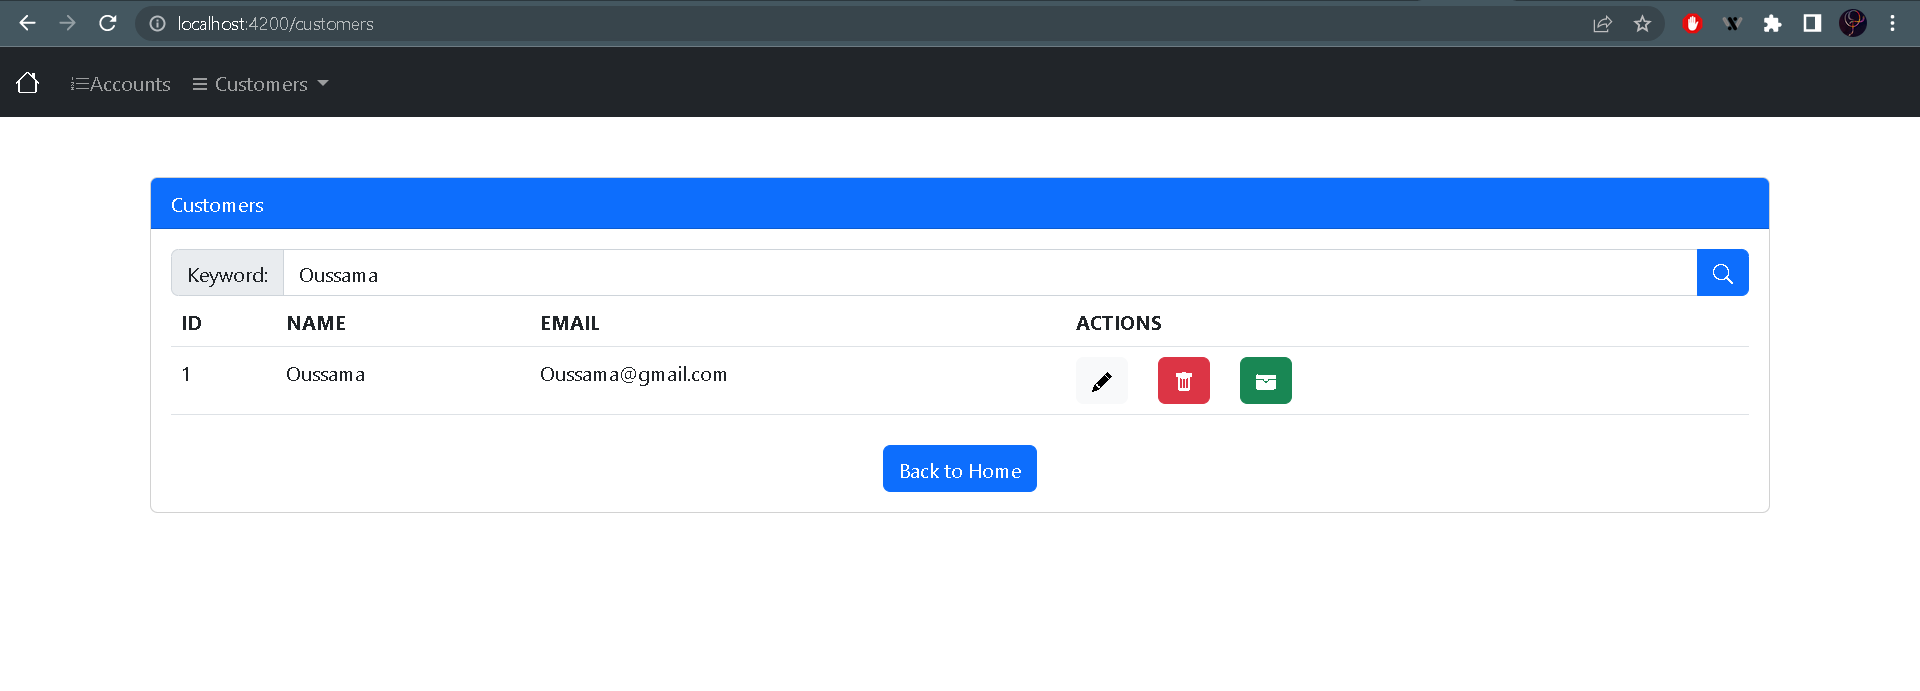 localhost:4200/customers
Accounts Customers
Customers
Keyword: Oussama
ID NAME EMAIL ACTIONS
1 Oussama Oussama@gmail.com
Back to Home